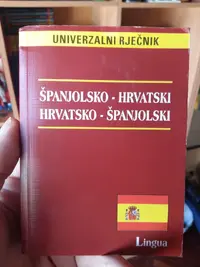 UNIVERZALNI RJEČNIK
ŠPANJOLSKO - HRVATSKI
HRVATSKO - ŠPANJOLSKI
Lingua